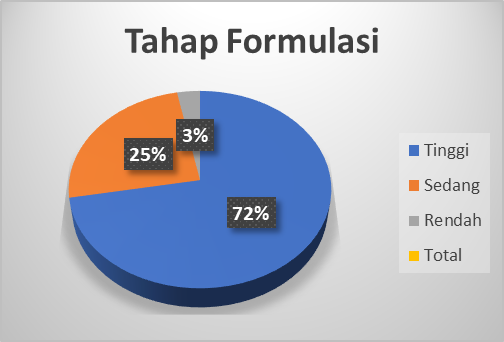 Tahap Formulasi
3%
25%
72%
Tinggi
Sedang
Rendah
Total